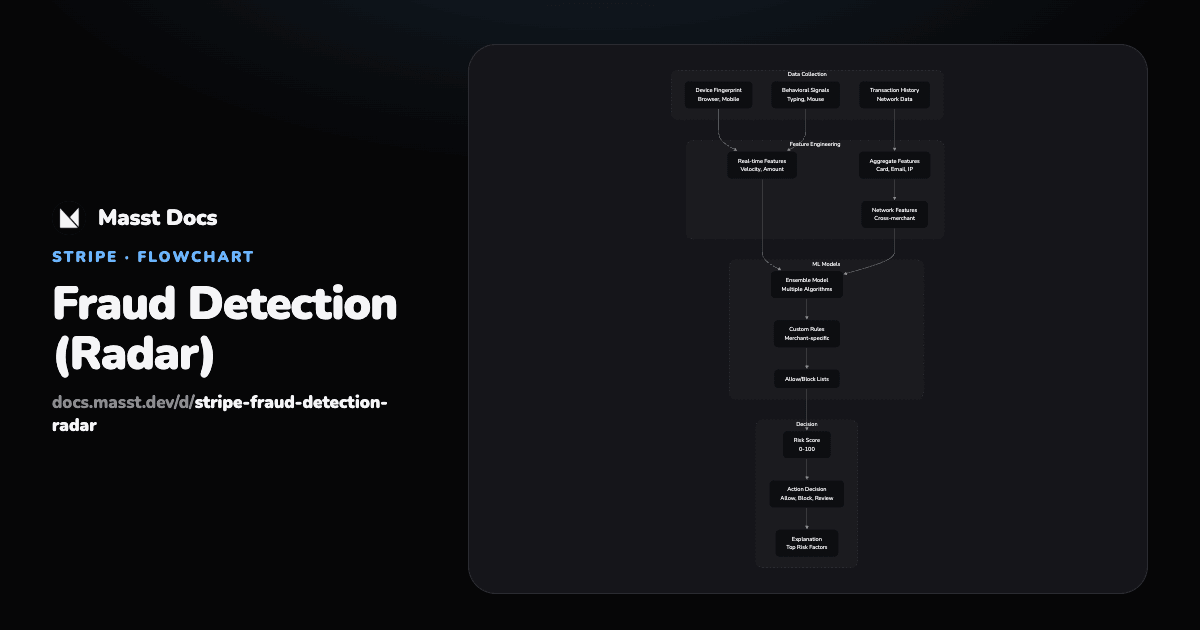 Masst Docs
STRIPE · FLOWCHART
Fraud Detection
(Radar)
docs.masst.dev/d/stripe-fraud-detection-
radar
Data Collection
Device Fingerprint
Browser, Mobile
Behavioral Signals
Typing, Mouse
Transaction History
Network Data
Feature Engineering
Real-time Features
Velocity, Amount
Aggregate Features
Card, Email, IP
Network Features
Cross-merchant
ML Models
Ensemble Model
Multiple Algorithms
Custom Rules
Merchant-specific
Allow/Block Lists
Decision
Risk Score
0-100
Action Decision
Allow, Block, Review
Explanation
Top Risk Factors